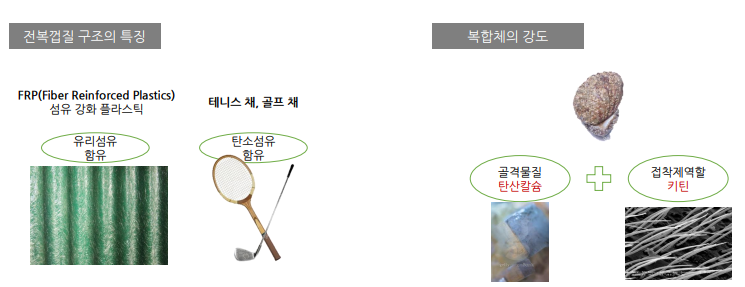 전복껍질 구조의 특징
FRP(Fiber Reinforced Plastics)
섬유 강화 플라스틱
유리섬유
함유
테니스 채, 골프 채
탄소섬유
함유
복합체의 강도
골격물질
탄산칼슘
접착제역할
키틴